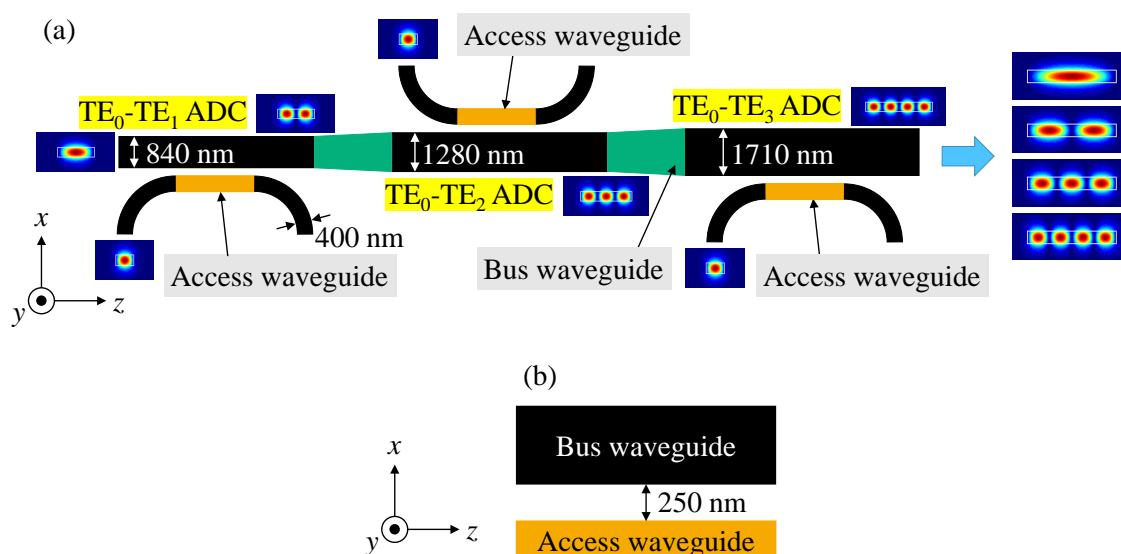 (a)
Access waveguide
TE₀-TE₁ ADC
TE₀-TE₃ ADC
840 nm
1280 nm
1710 nm
TE₀-TE₂ ADC
400 nm
Access waveguide
Bus waveguide
Access waveguide
x
y
z
(b)
Bus waveguide
x
250 nm
y
z
Access waveguide